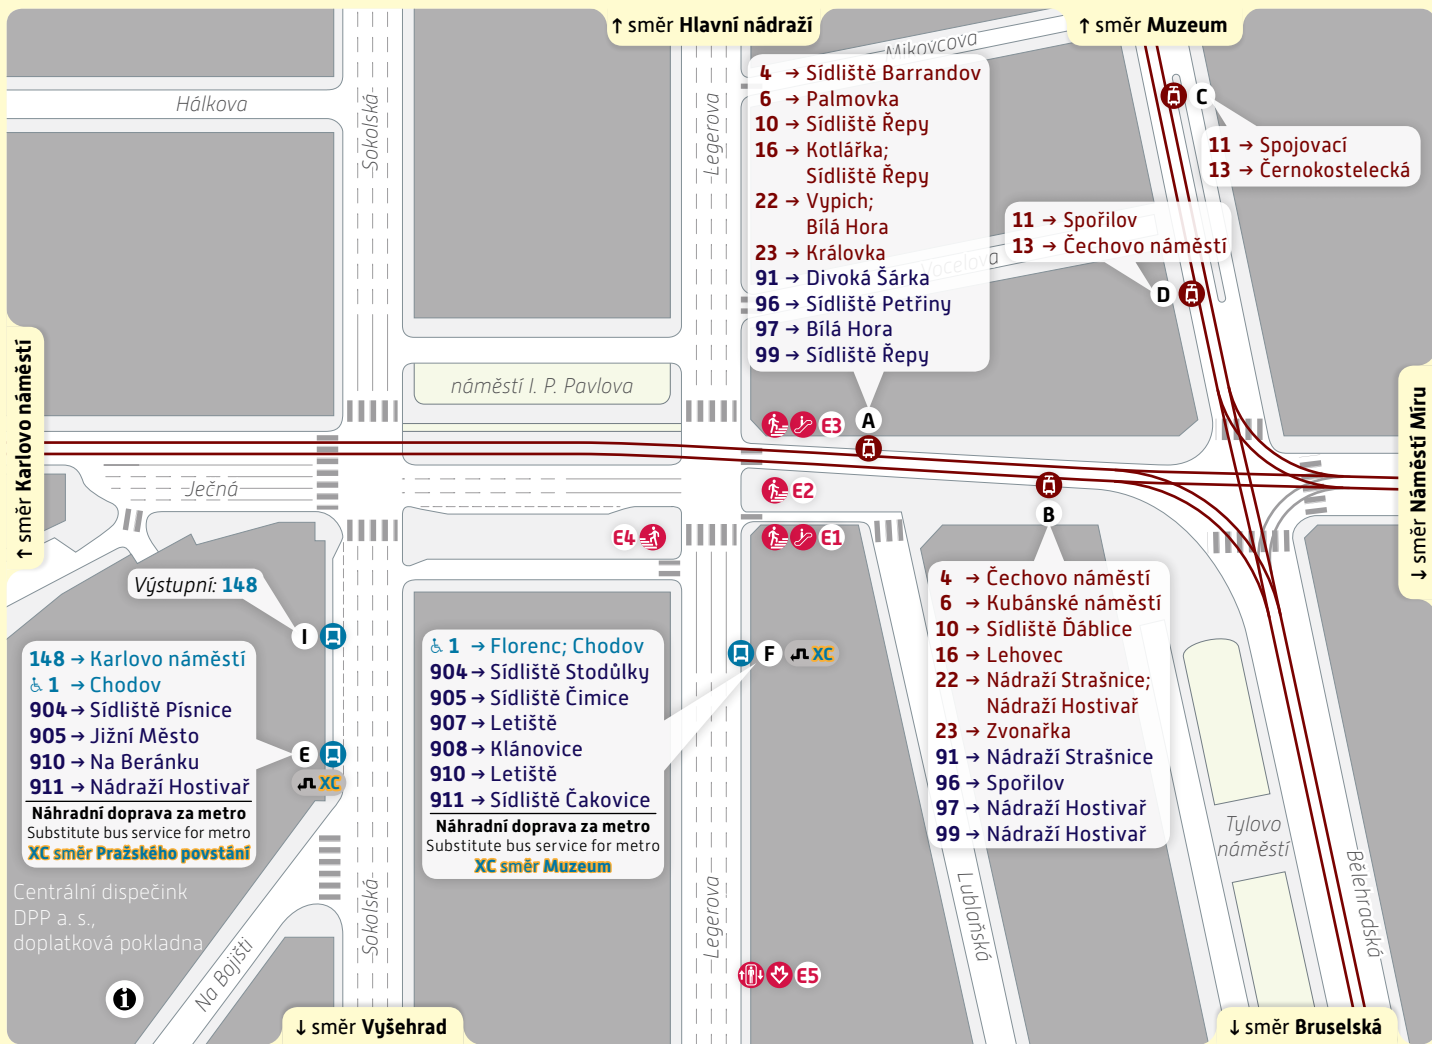 ↑ směr Hlavní nádraží
↑ směr Muzeum
Mikovcova
Hálkova
Sokolská
Legerova
4 → Sídliště Barrandov
6 → Palmovka
10 → Sídliště Řepy
16 → Kotlářka;
Sídliště Řepy
22 → Vypich;
Bílá Hora
23 → Královka
91 → Divoká Šárka
96 → Sídliště Petřiny
97 → Bílá Hora
99 → Sídliště Řepy
C
11 → Spojovací
13 → Černokostelecká
11 → Spořilov
13 → Čechovo náměstí
Vocelova
D
↑ směr Karlovo náměstí
náměstí I. P. Pavlova
↓ směr Náměstí Míru
E3
A
Ječná
E2
B
E4
E1
Výstupní: 148
I
148 → Karlovo náměstí
1 → Chodov
904 → Sídliště Písnice
905 → Jižní Město
910 → Na Beránku
911 → Nádraží Hostivař
Náhradní doprava za metro
Substitute bus service for metro
XC směr Pražského povstání
E
XC
1 → Florenc; Chodov
904 → Sídliště Stodůlky
905 → Sídliště Čimice
907 → Letiště
908 → Klánovice
910 → Letiště
911 → Sídliště Čakovice
Náhradní doprava za metro
Substitute bus service for metro
XC směr Muzeum
F
XC
4 → Čechovo náměstí
6 → Kubánské náměstí
10 → Sídliště Ďáblice
16 → Lehovec
22 → Nádraží Strašnice;
Nádraží Hostivař
23 → Zvonařka
91 → Nádraží Strašnice
96 → Spořilov
97 → Nádraží Hostivař
99 → Nádraží Hostivař
Tylovo
náměstí
Bělehradská
Lublaňská
Legerova
Sokolská
Centrální dispečink
DPP a. s.,
doplatková pokladna
Na Bojišti
E5
↓ směr Vyšehrad
↓ směr Bruselská